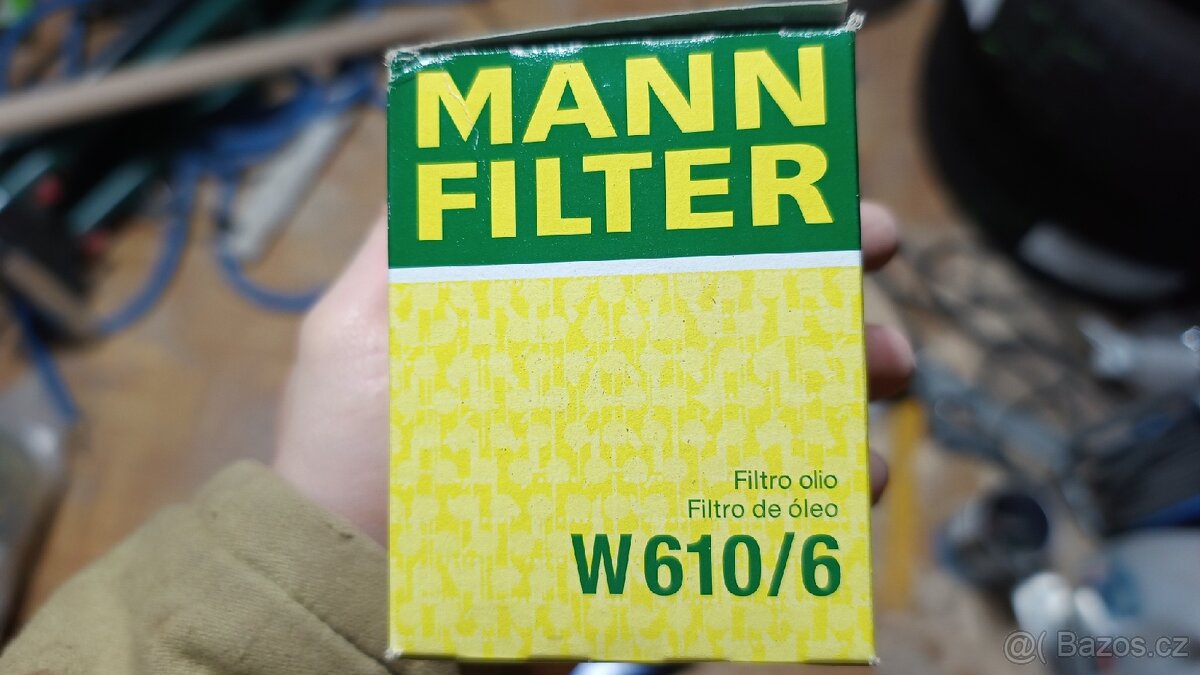 MANN
FILTER
Filtro olio
Filtro de óleo
W 610/6
@( Bazos.cz